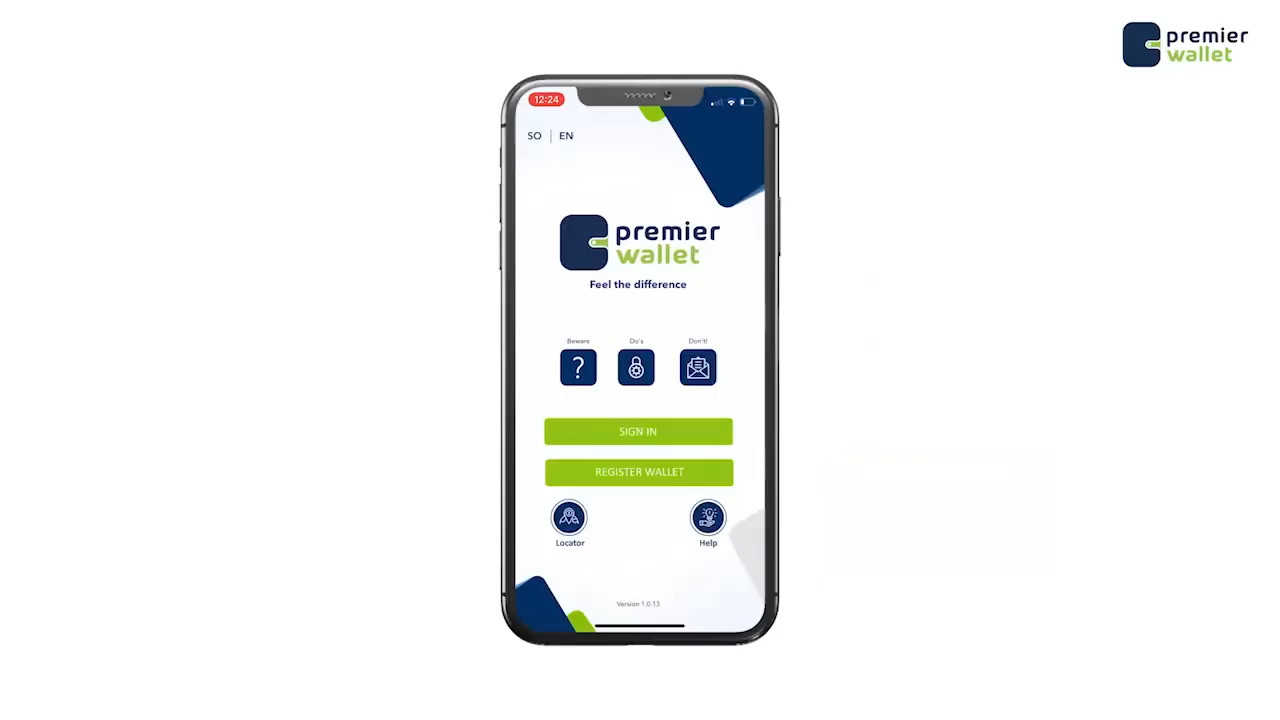 premier
wallet
12:24
SO | EN
premier
wallet
Feel the difference
Beware
Do's
Don't!
?
SIGN IN
REGISTER WALLET
Locator
Help
Version 1.0.13